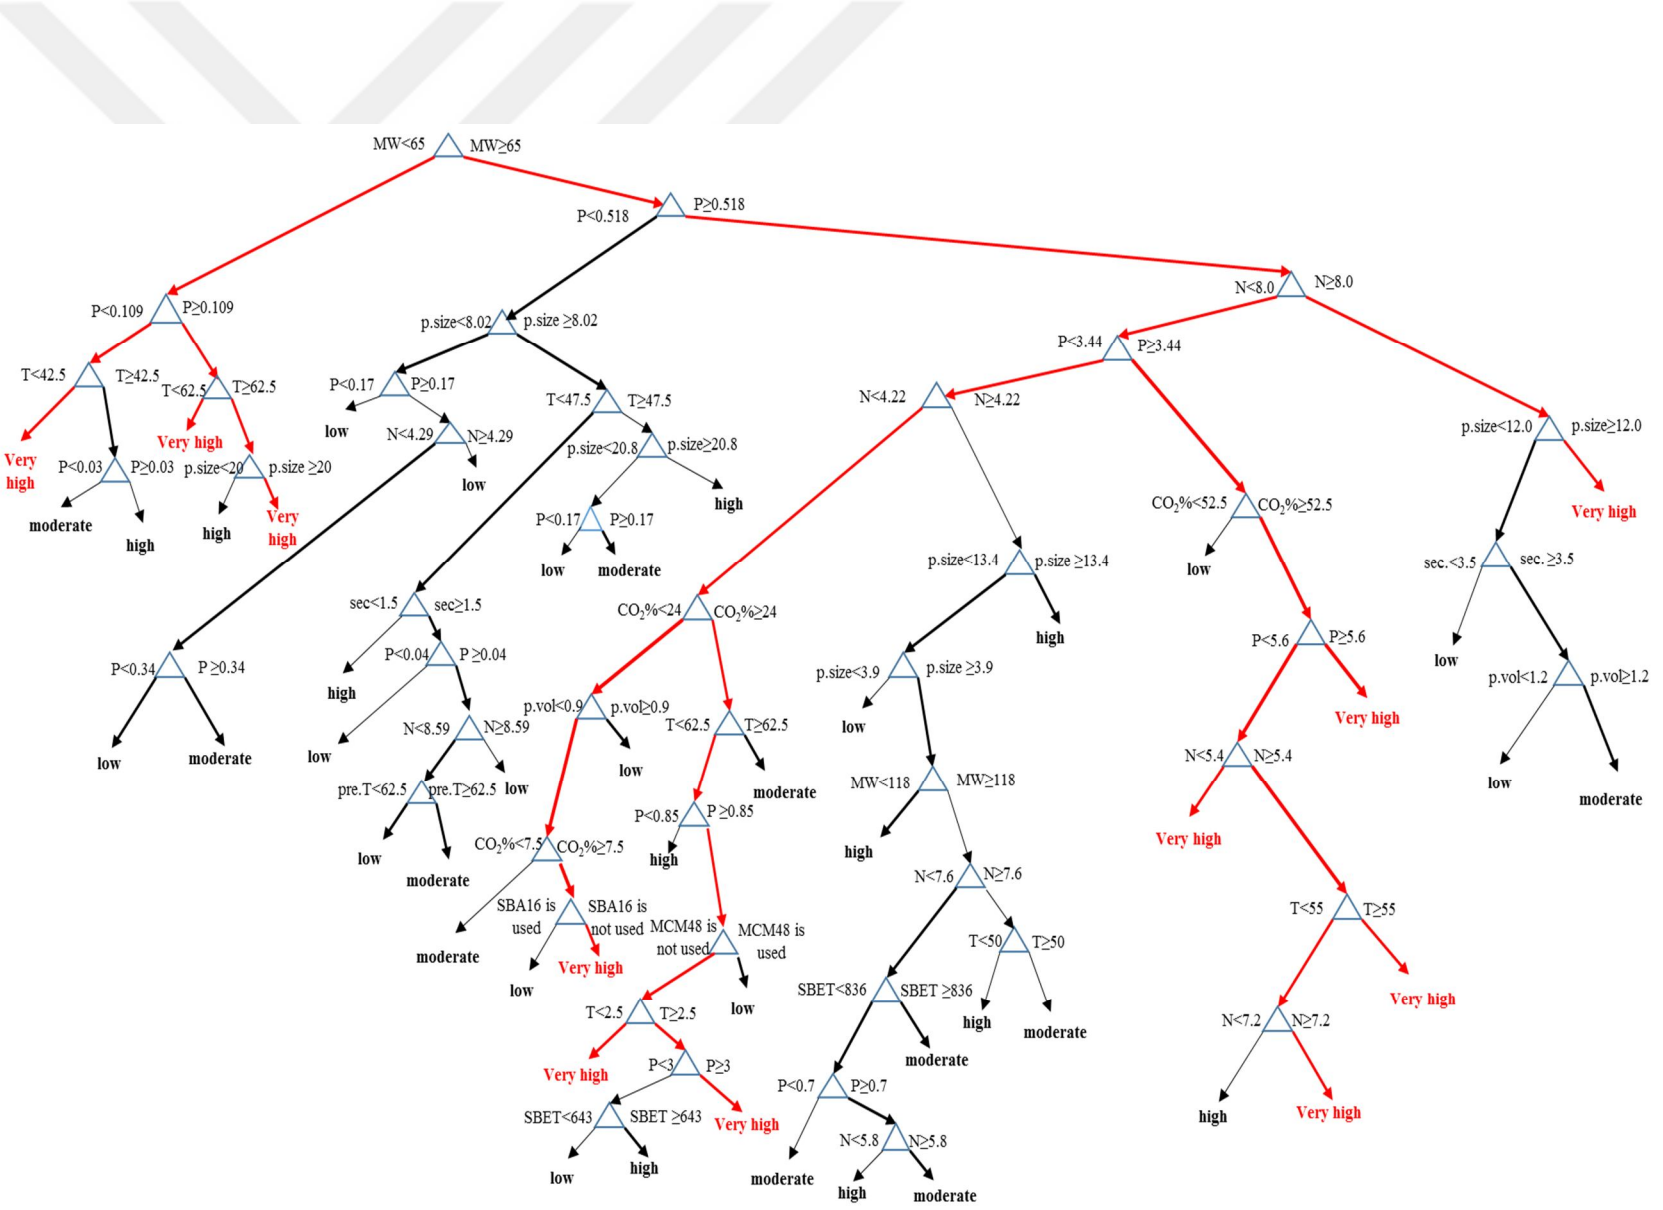 MW<65 MW≥65
P<0.518 P≥0.518
N<8.0 N≥8.0
P<0.109 P≥0.109
p.size<8.02 p.size ≥8.02
P<3.44 P≥3.44
T<42.5 T≥42.5
T<62.5 T≥62.5
P<0.17 P≥0.17
T<47.5 T≥47.5
N<4.22 N≥4.22
p.size<12.0 p.size≥12.0
low
N<4.29 N≥4.29
p.size<20.8 p.size≥20.8
Very
high
Very high
P<0.03 P≥0.03
p.size<20 p.size ≥20
low
high
CO2%<52.5 CO2%≥52.5
Very high
moderate
high
high
Very
high
P<0.17 P≥0.17
low
moderate
p.size<13.4 p.size ≥13.4
low
sec.<3.5 sec. ≥3.5
sec<1.5 sec≥1.5
CO2%<24 CO2%≥24
high
P<5.6 P≥5.6
P<0.34 P ≥0.34
P<0.04 P ≥0.04
p.size<3.9 p.size ≥3.9
low
p.vol<1.2 p.vol≥1.2
high
p.vol<0.9 p.vol≥0.9
low
Very high
T<62.5 T≥62.5
N<8.59 N≥8.59
low
moderate
low
low
N<5.4 N≥5.4
pre.T<62.5 pre.T≥62.5
low
moderate
MW<118 MW≥118
low
moderate
P<0.85 P ≥0.85
CO2%<7.5 CO2%≥7.5
low
high
high
Very high
moderate
N<7.6 N≥7.6
SBA16 is
used
SBA16 is
not used
MCM48 is
not used
MCM48 is
used
T<55 T≥55
moderate
Very high
T<50 T≥50
low
low
SBET<836 SBET ≥836
Very high
T<2.5 T≥2.5
high
moderate
N<7.2 N≥7.2
Very high
P<3 P≥3
moderate
P<0.7 P≥0.7
SBET<643 SBET ≥643
Very high
high
Very high
N<5.8 N≥5.8
low
high
moderate
high
moderate